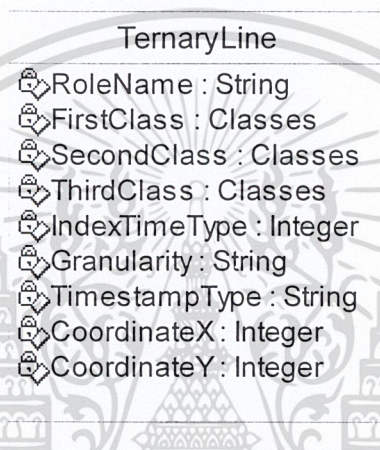 TernaryLine
RoleName : String
FirstClass : Classes
SecondClass : Classes
ThirdClass : Classes
IndexTimeType : Integer
Granularity : String
TimestampType : String
CoordinateX : Integer
CoordinateY : Integer